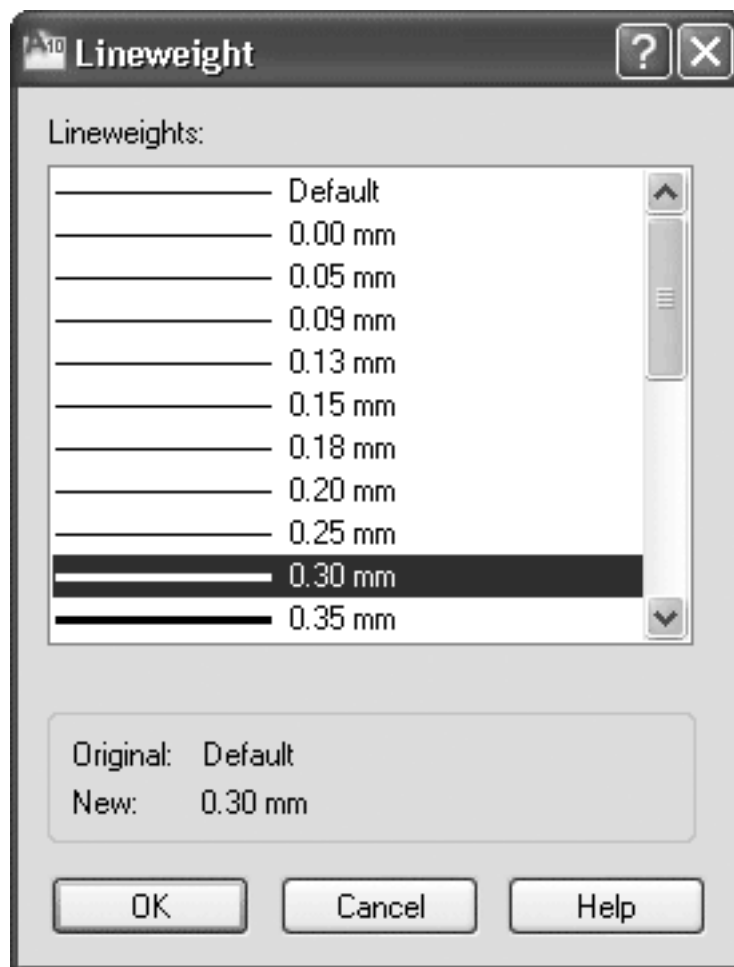 A10 Lineweight
Lineweights:
Default
0.00 mm
0.05 mm
0.09 mm
0.13 mm
0.15 mm
0.18 mm
0.20 mm
0.25 mm
0.30 mm
0.35 mm
Original: Default
New: 0.30 mm
OK Cancel Help